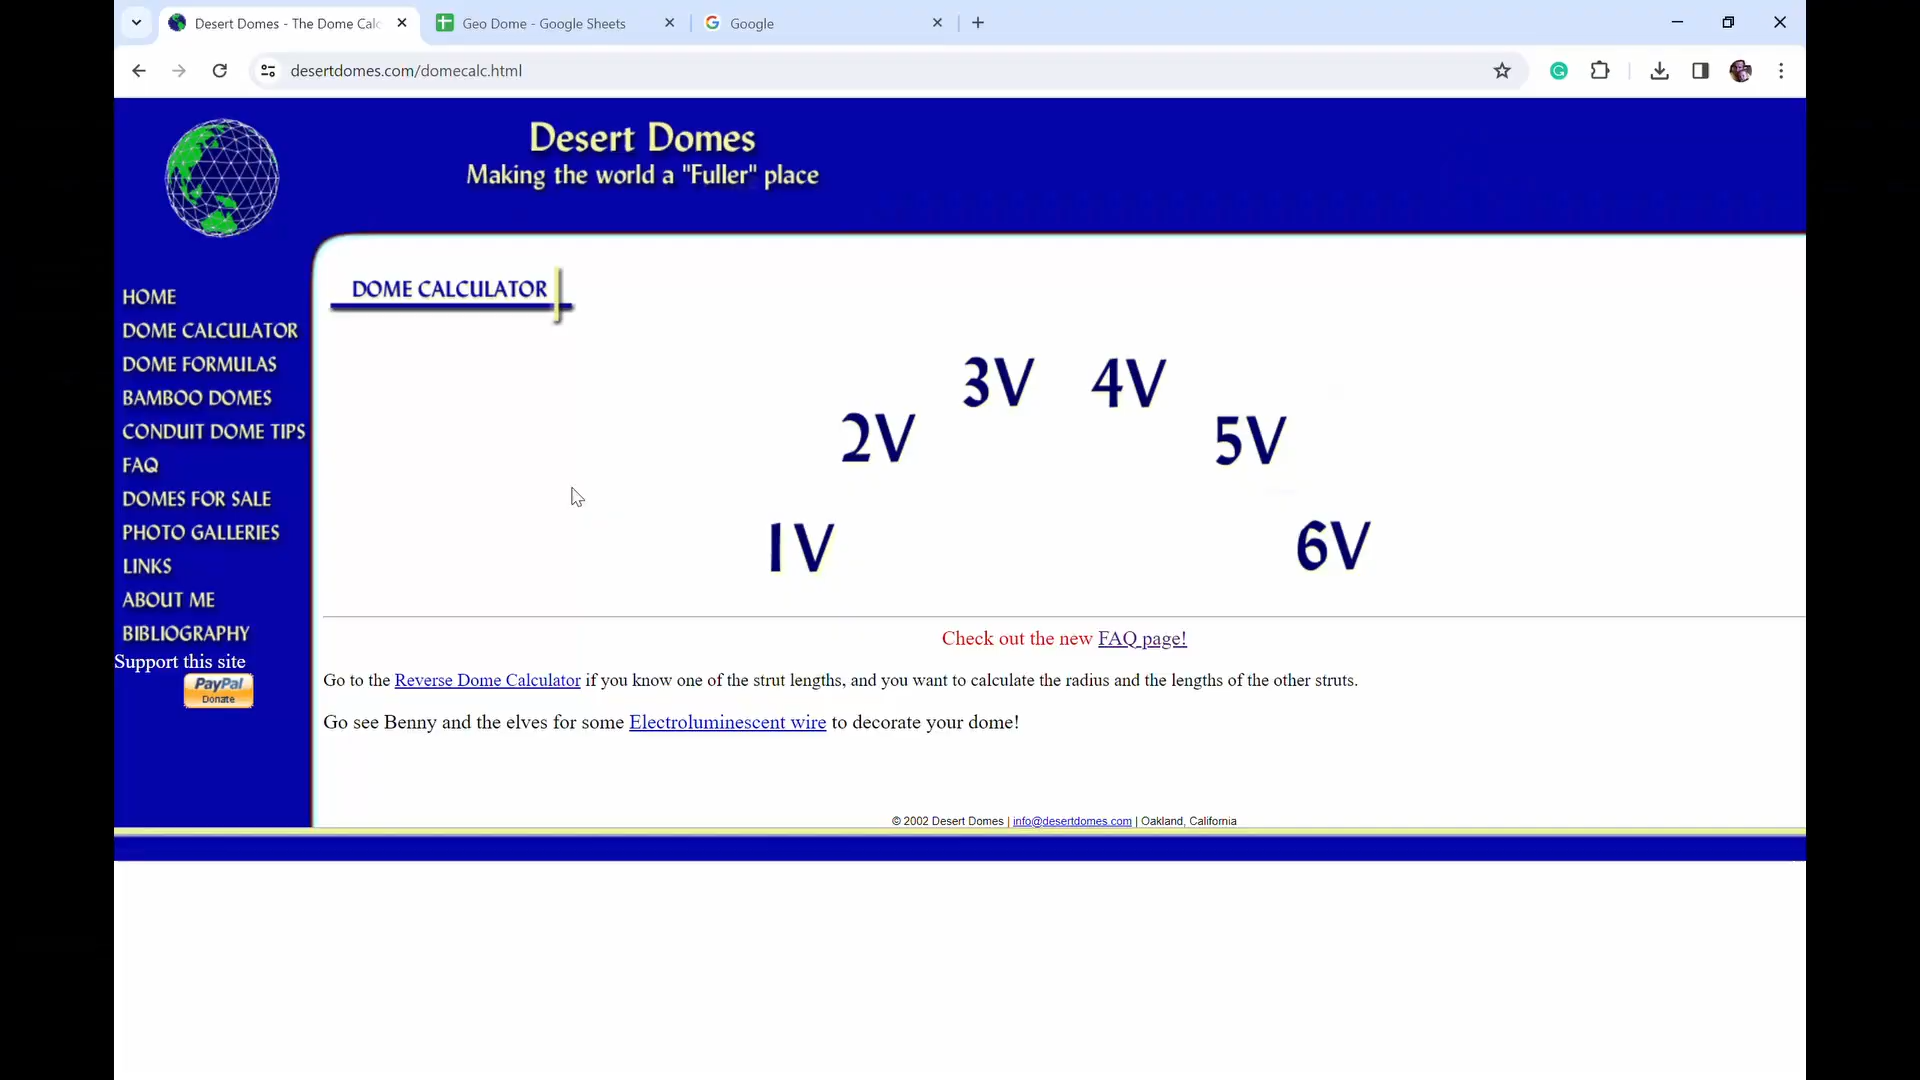 Desert Domes - The Dome Calc
Geo Dome - Google Sheets
Google
desertdomes.com/domecalc.html
Desert Domes
Making the world a "Fuller" place
HOME
DOME CALCULATOR
DOME FORMULAS
BAMBOO DOMES
CONDUIT DOME TIPS
FAQ
DOMES FOR SALE
PHOTO GALLERIES
LINKS
ABOUT ME
BIBLIOGRAPHY
Support this site
PayPal
Donate
DOME CALCULATOR
1V
2V
3V
4V
5V
6V
Check out the new FAQ page!
Go to the Reverse Dome Calculator if you know one of the strut lengths, and you want to calculate the radius and the lengths of the other struts.
Go see Benny and the elves for some Electroluminescent wire to decorate your dome!
© 2002 Desert Domes | info@desertdomes.com | Oakland, California